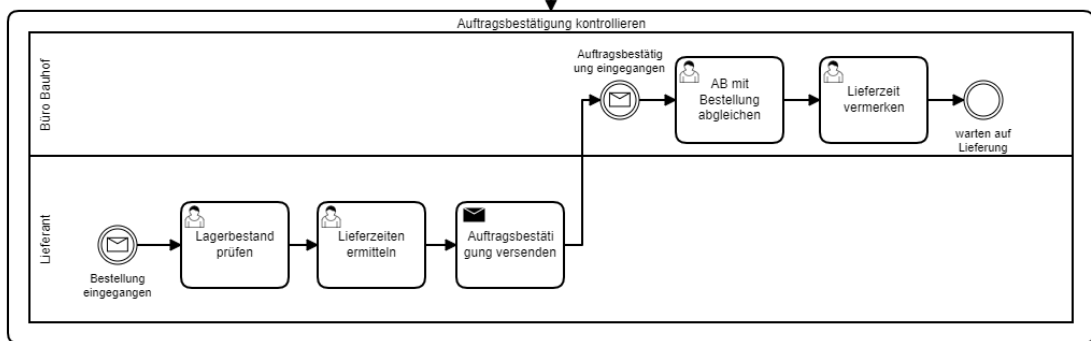 Auftragsbestätigung kontrollieren
Büro Bauhof
Auftragsbestätig
ung eingegangen
AB mit
Bestellung
abgleichen
Lieferzeit
vermerken
warten auf
Lieferung
Lieferant
Bestellung
eingegangen
Lagerbestand
prüfen
Lieferzeiten
ermitteln
Auftragsbestäti
gung versenden